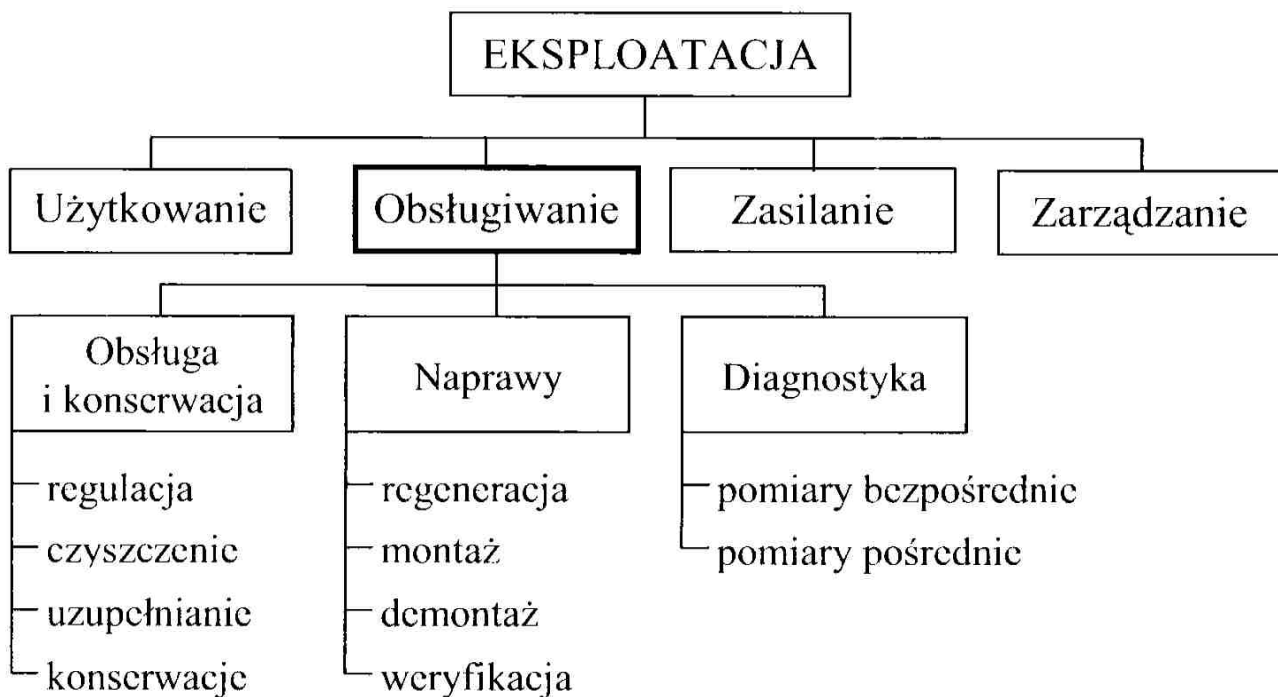 EKSPLOATACJA
Użytkowanie
Obsługiwanie
Zasilanie
Zarządzanie
Obsługa
i konserwacja
Naprawy
Diagnostyka
regulacja
czyszczenie
uzupełnianie
konserwacje
regeneracja
montaż
demontaż
weryfikacja
pomiary bezpośrednie
pomiary pośrednie